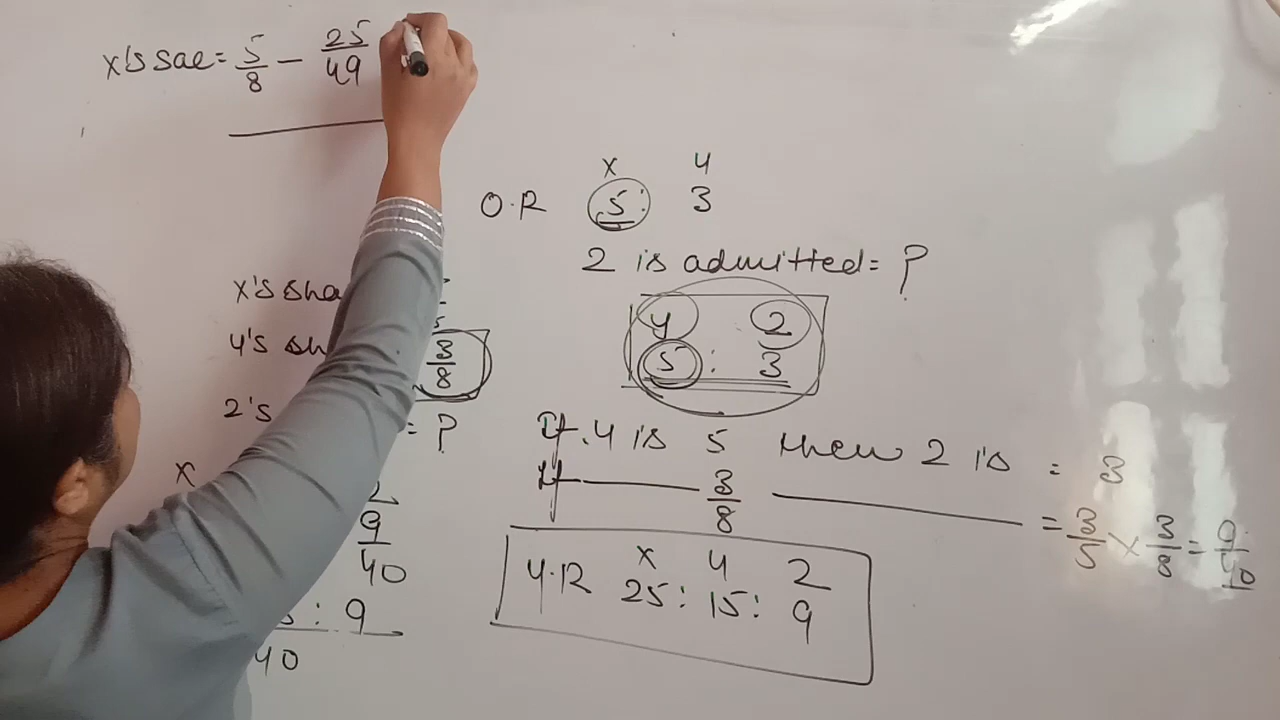 x's sac = 5/8 - 25/49
x 4
O.R 5: 3
2 is admitted = ?
x's sha
y 2
5 : 3
4's sh 3/8
2's = ?
If 4 is 5 then 2 is = 3
x 2
If 3/8 = 3/5 x 3/8 = 9/40
9/40
x 4 2
Y.R 25: 15: 9
: 9
40